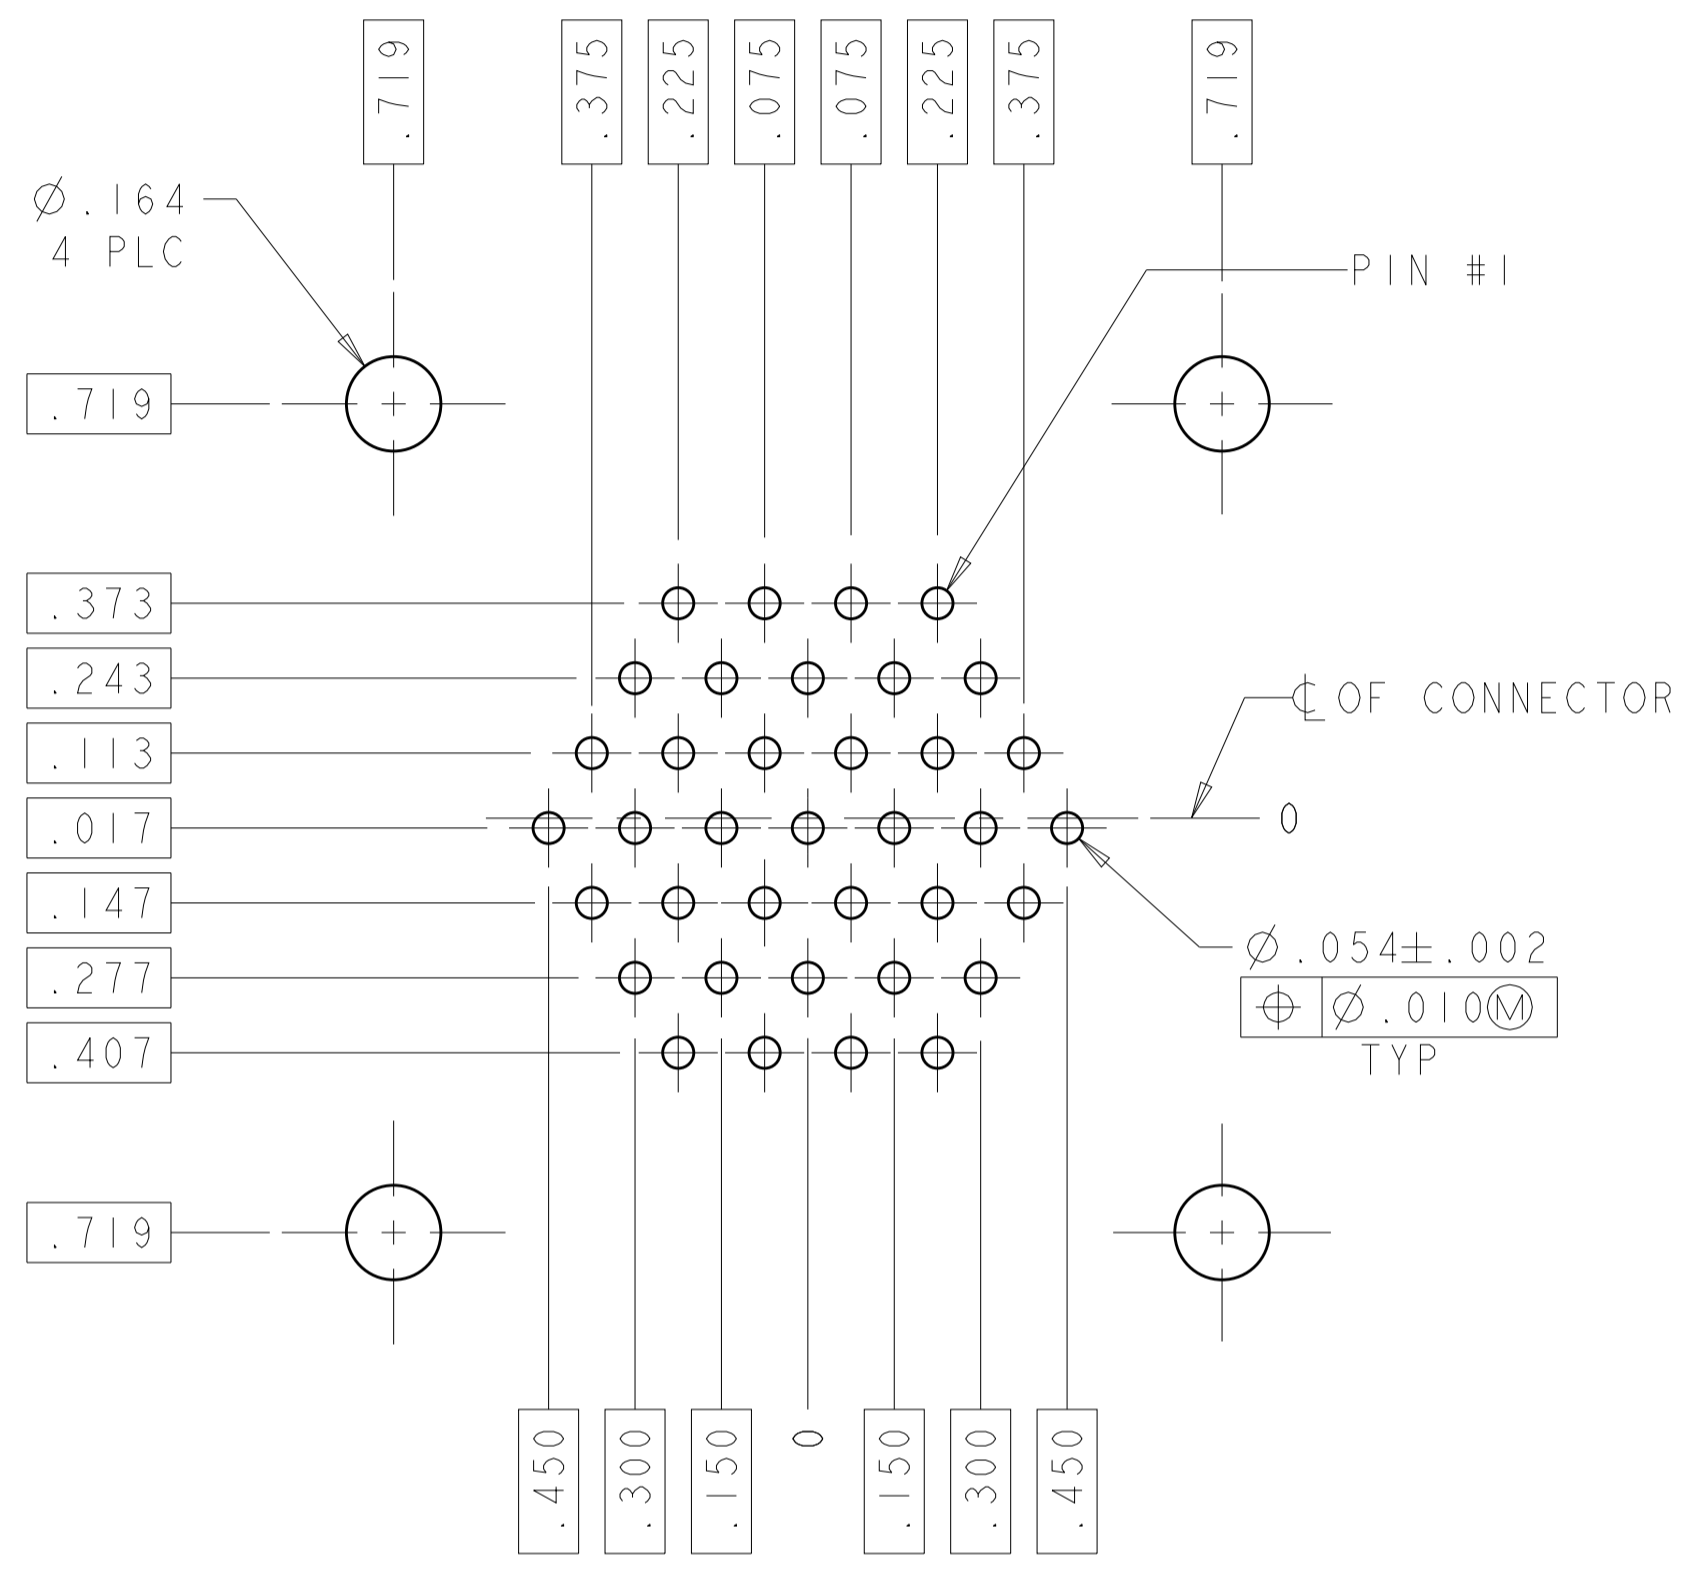 .719 .375 .225 .075 .075 .225 .375 .719
Ø.164
4 PLC
PIN #1
.719
.373
.243
℄ OF CONNECTOR
.113
.017
0
.147
Ø.054±.002
⌖ Ø.010Ⓜ
TYP
.277
.407
.719
.450 .300 .150 0 .150 .300 .450